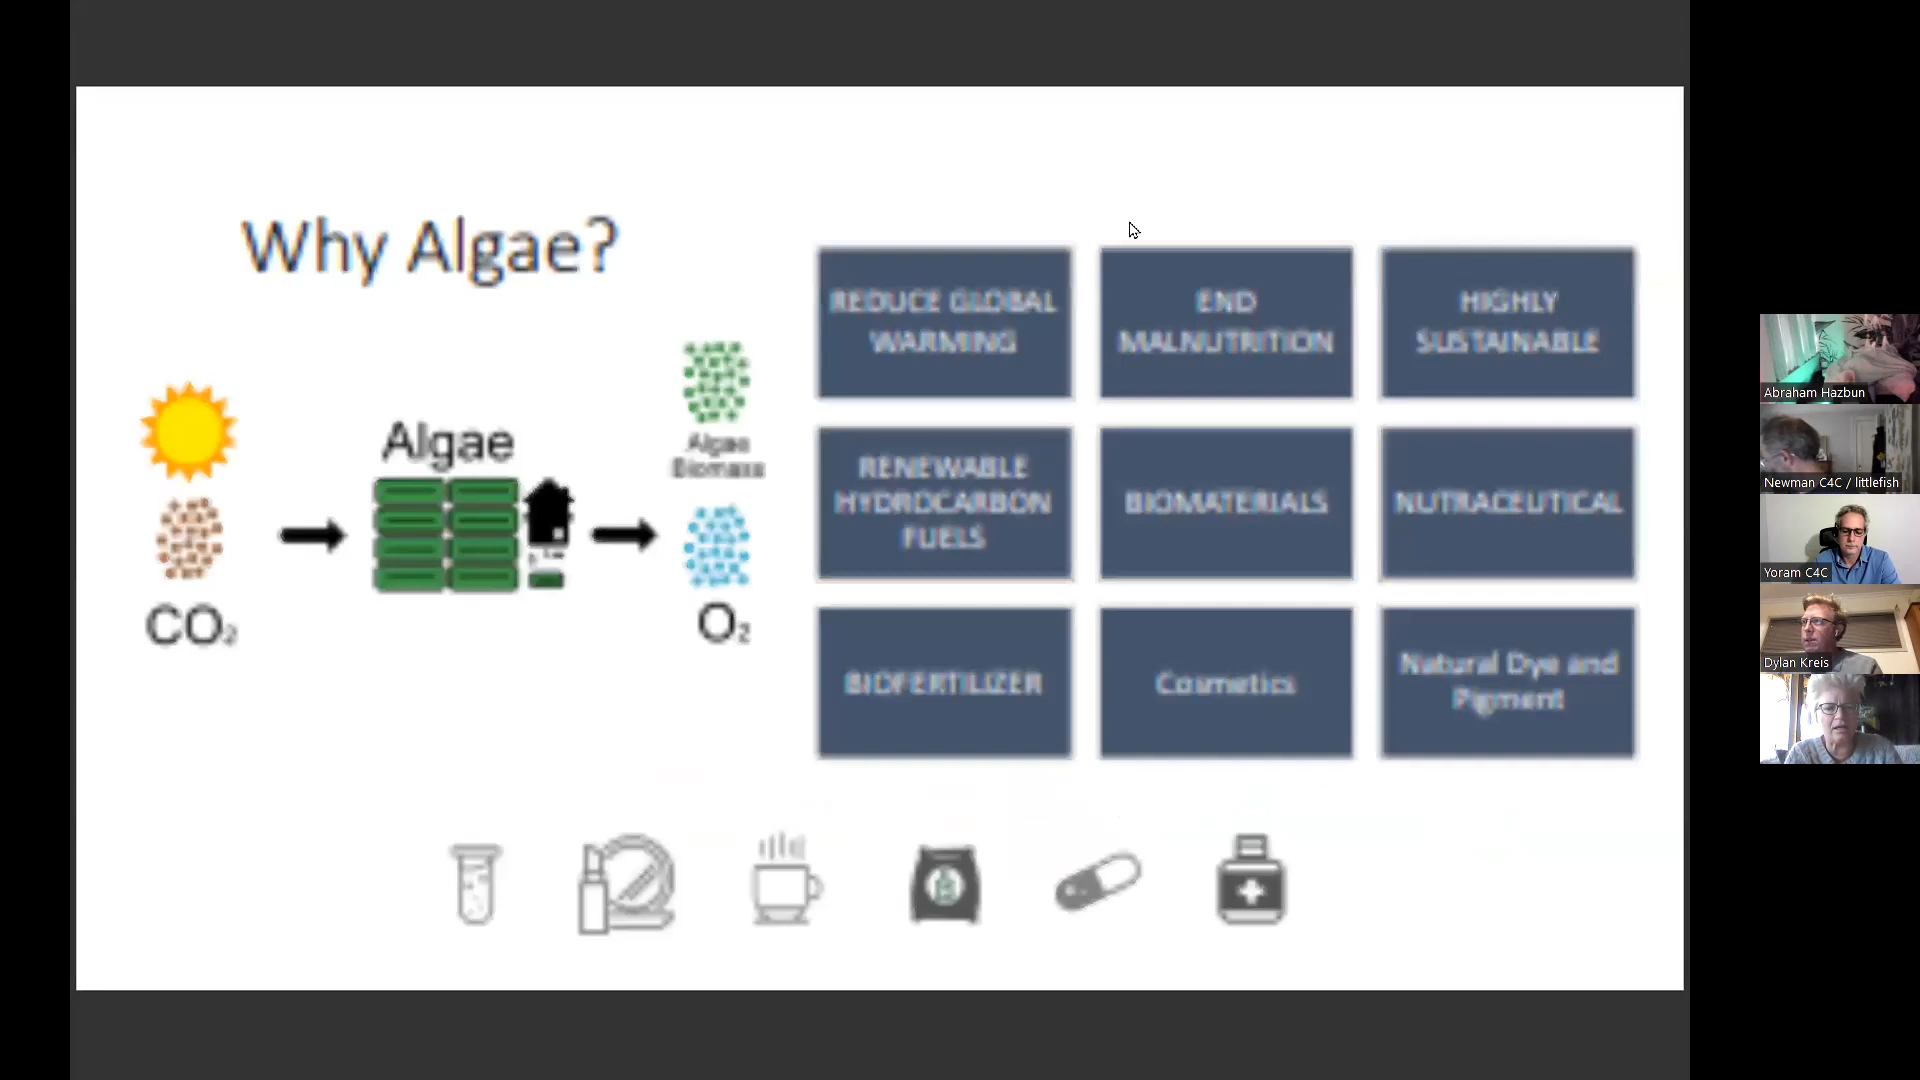 Why Algae?
Algae
CO₂
Algae
Biomass
O₂
REDUCE GLOBAL
WARMING
END
MALNUTRITION
HIGHLY
SUSTAINABLE
RENEWABLE
HYDROCARBON
FUELS
BIOMATERIALS
NUTRACEUTICAL
BIOFERTILIZER
Cosmetics
Natural Dye and
Pigment
Abraham Hazbun
Newman C4C / littlefish
Yoram C4C
Dylan Kreis